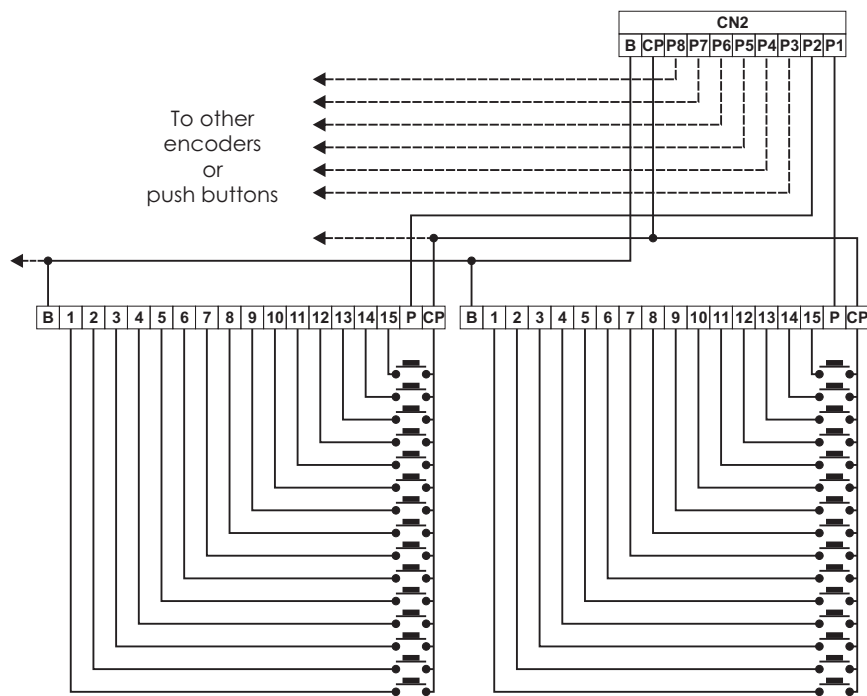 CN2
B CP P8 P7 P6 P5 P4 P3 P2 P1
To other
encoders
or
push buttons
B 1 2 3 4 5 6 7 8 9 10 11 12 13 14 15 P CP
B 1 2 3 4 5 6 7 8 9 10 11 12 13 14 15 P CP